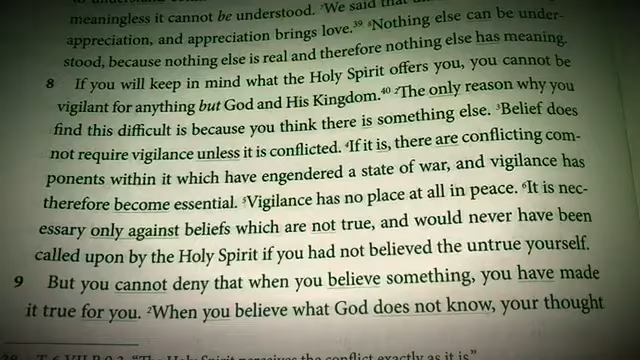 meaningless it cannot be understood. ⁷We said that
appreciation, and appreciation brings love.³⁹ ⁸Nothing else can be under-
stood, because nothing else is real and therefore nothing else has meaning.
8 If you will keep in mind what the Holy Spirit offers you, you cannot be
vigilant for anything but God and His Kingdom.⁴⁰ ²The only reason why you
find this difficult is because you think there is something else. ³Belief does
not require vigilance unless it is conflicted. ⁴If it is, there are conflicting com-
ponents within it which have engendered a state of war, and vigilance has
therefore become essential. ⁵Vigilance has no place at all in peace. ⁶It is nec-
essary only against beliefs which are not true, and would never have been
called upon by the Holy Spirit if you had not believed the untrue yourself.
9 But you cannot deny that when you believe something, you have made
it true for you. ²When you believe what God does not know, your thought
"The Holy Spirit perceives the conflict exactly as it is"